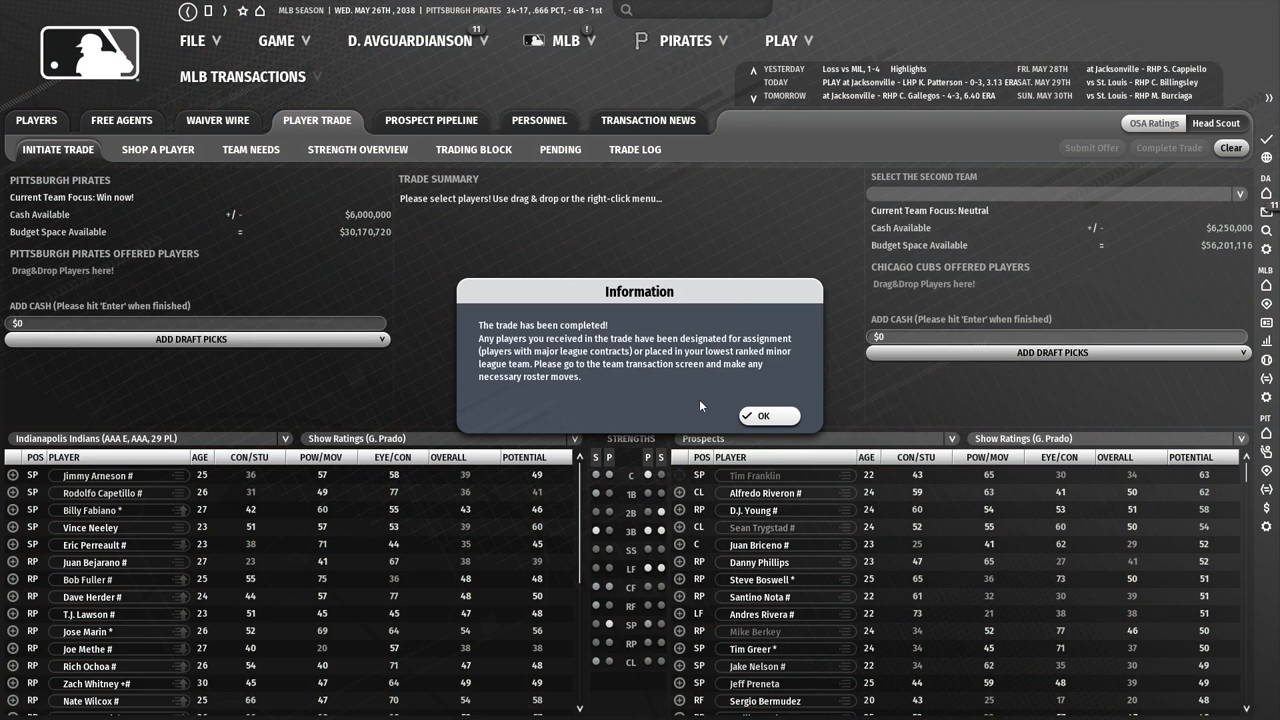 MLB SEASON | WED. MAY 26TH , 2038 | PITTSBURGH PIRATES 34-17, .666 PCT, - GB - 1st
FILE GAME D. AVGUARDIANSON 11 MLB ! PIRATES PLAY
MLB TRANSACTIONS
YESTERDAY Loss vs MIL, 1-4 Highlights FRI. MAY 28TH at Jacksonville - RHP S. Cappiello
TODAY PLAY at Jacksonville - LHP K. Patterson - 0-3, 3.13 ERA SAT. MAY 29TH vs St. Louis - RHP C. Billingsley
TOMORROW at Jacksonville - RHP C. Gallegos - 4-3, 6.40 ERA SUN. MAY 30TH vs St. Louis - RHP M. Burciaga
PLAYERS FREE AGENTS WAIVER WIRE PLAYER TRADE PROSPECT PIPELINE PERSONNEL TRANSACTION NEWS OSA Ratings Head Scout
INITIATE TRADE SHOP A PLAYER TEAM NEEDS STRENGTH OVERVIEW TRADING BLOCK PENDING TRADE LOG Submit Offer Complete Trade Clear
PITTSBURGH PIRATES
Current Team Focus: Win now!
Cash Available +/ - $6,000,000
Budget Space Available = $30,170,720
PITTSBURGH PIRATES OFFERED PLAYERS
Drag&Drop Players here!
ADD CASH (Please hit 'Enter' when finished)
$0
ADD DRAFT PICKS
TRADE SUMMARY
Please select players! Use drag & drop or the right-click menu...
SELECT THE SECOND TEAM
Current Team Focus: Neutral
Cash Available +/ - $6,250,000
Budget Space Available = $56,201,116
CHICAGO CUBS OFFERED PLAYERS
Drag&Drop Players here!
ADD CASH (Please hit 'Enter' when finished)
$0
ADD DRAFT PICKS
Information
The trade has been completed!
Any players you received in the trade have been designated for assignment
(players with major league contracts) or placed in your lowest ranked minor
league team. Please go to the team transaction screen and make any
necessary roster moves.
OK
Indianapolis Indians (AAA E, AAA, 29 Pl.) Show Ratings (G. Prado)
POS PLAYER AGE CON/STU POW/MOV EYE/CON OVERALL POTENTIAL
SP Jimmy Arneson # 25 36 57 58 39 49
SP Rodolfo Capetillo # 26 31 49 77 36 41
SP Billy Fabiano * 27 42 60 55 43 46
SP Vince Neeley 23 51 57 53 39 60
SP Eric Perreault # 23 38 71 44 35 45
RP Juan Bejarano # 27 23 41 67 38 39
RP Bob Fuller # 25 55 75 36 48 48
RP Dave Herder # 24 44 57 77 48 50
RP T.J. Lawson # 23 51 45 45 47 48
RP Jose Marin * 26 52 69 64 54 56
RP Joe Methe # 27 40 20 57 38 38
RP Rich Ochoa # 26 54 40 71 47 48
RP Zach Whitney +# 30 45 47 64 49 49
RP Nate Wilcox # 25 66 47 40 54 58
STRENGTHS
S P P S
C
1B
2B
3B
SS
LF
CF
RF
SP
RP
CL
Prospects Show Ratings (G. Prado)
POS PLAYER AGE CON/STU POW/MOV EYE/CON OVERALL POTENTIAL
SP Tim Franklin 22 43 65 30 34 63
CL Alfredo Riveron # 24 59 63 41 50 62
RP D.J. Young # 24 60 54 53 51 58
CL Sean Trygstad # 24 52 55 60 50 54
C Juan Briceno # 23 25 41 62 29 52
RP Danny Phillips 23 47 65 27 41 52
RP Steve Boswell * 25 65 36 73 50 51
RP Santino Nota # 22 61 32 30 39 51
LF Andres Rivera # 22 73 21 38 38 51
RP Mike Berkey 24 34 52 77 46 50
SP Tim Greer * 24 34 45 71 37 50
SP Jake Nelson # 22 34 62 35 30 49
SP Jeff Preneta 25 44 59 48 39 49
RF Sergio Bermudez 20 43 25 17 20 48
DA
11
MLB
PIT